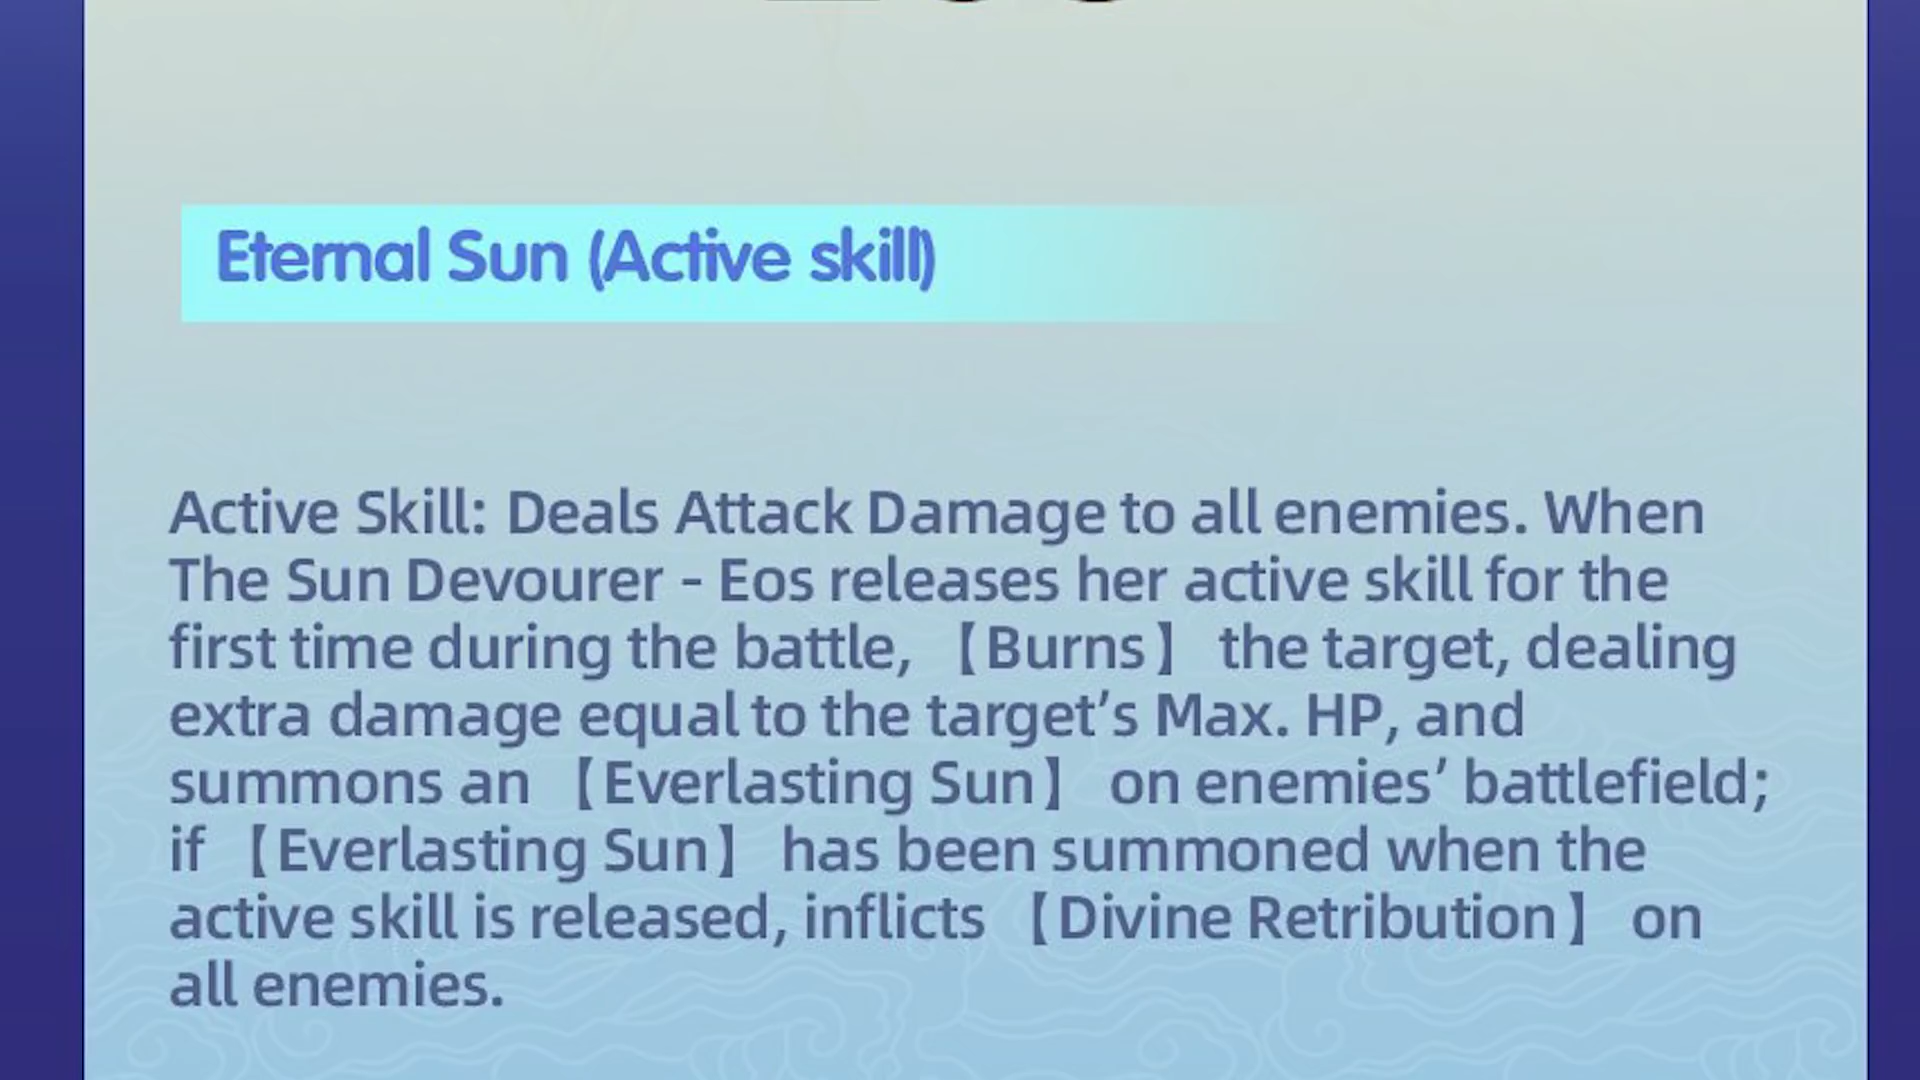 Eternal Sun (Active skill)
Active Skill: Deals Attack Damage to all enemies. When
The Sun Devourer - Eos releases her active skill for the
first time during the battle, 【Burns】 the target, dealing
extra damage equal to the target’s Max. HP, and
summons an 【Everlasting Sun】 on enemies’ battlefield;
if 【Everlasting Sun】 has been summoned when the
active skill is released, inflicts 【Divine Retribution】 on
all enemies.